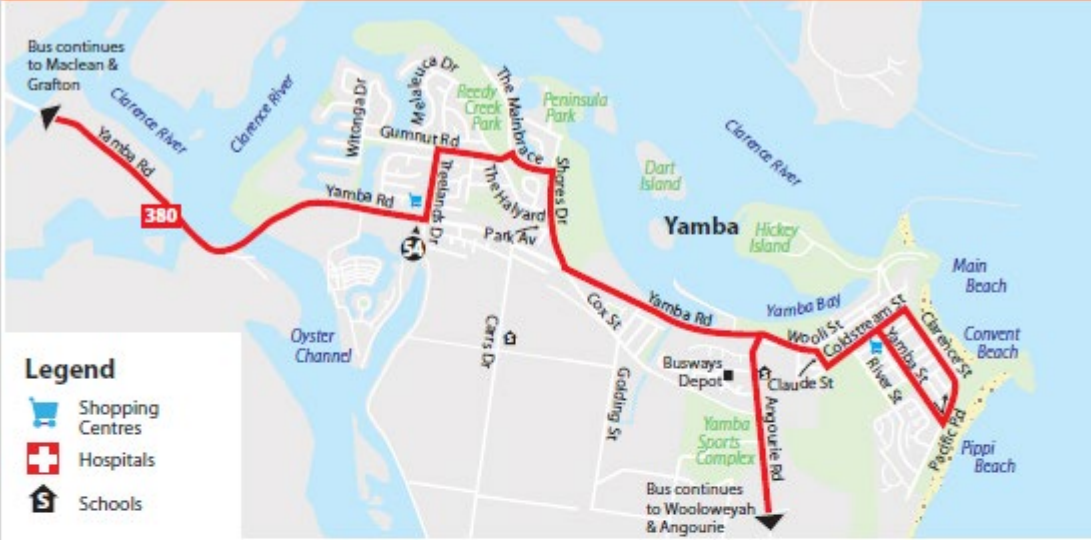 Bus continues
to Maclean &
Grafton
Clarence River
Clarence River
Yamba Rd
380
Witonga Dr
Melaleuca Dr
Gumnut Rd
Reedy
Creek
Park
The Mainbrace
Peninsula
Park
Yamba Rd
Treelands Dr
The Halyard
Shores Dr
Park Av
54
Dart
Island
Clarence River
Yamba
Hickey
Island
Main
Beach
Yamba Bay
Yamba Rd
Cox St
Wooli St
Coldstream St
Clarence St
Convent
Beach
Oyster
Channel
Carrs Dr
S
Busways
Depot
S
Claude St
River St
Yamba St
Golding St
Angourie Rd
Yamba
Sports
Complex
Pacific Rd
Pippi
Beach
Bus continues
to Wooloweyah
& Angourie
Legend
Shopping
Centres
Hospitals
S
Schools